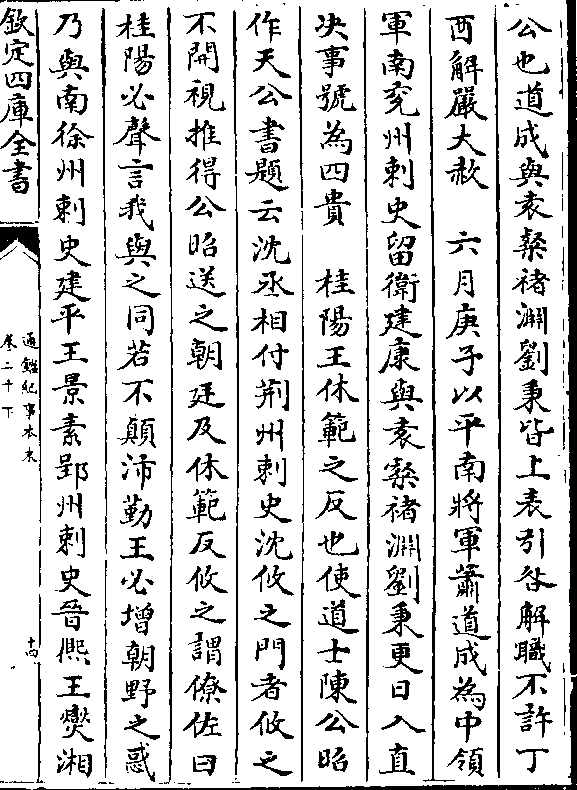 公也道成與袁粲褚淵劉秉皆上表引咎解職不許丁
酉解嚴大赦　六月庚子以平南將軍蕭道成為中領
軍南兖州刺史留衛建康與袁粲褚淵劉秉更日入直
决事號為四貴　桂陽王休範之反也使道士陳公昭
作天公書題云沈丞相付荆州刺史沈攸之門者攸之
不開視推得公昭送之朝廷及休範反攸之謂僚佐曰
桂陽必聲言我與之同若不顛沛勤王必增朝野之惑
乃與南徐州刺史建平王景素郢州刺史晉熈王燮湘
欽定四庫全書
通鑑紀事本末
卷二十下
十四